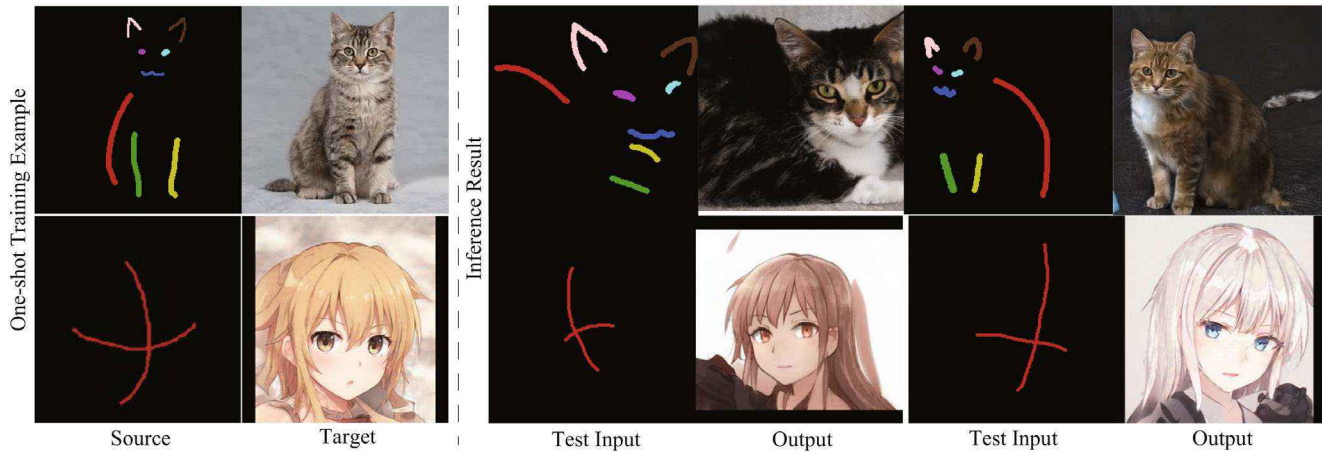 One-shot Training Example
Inference Result
Source
Target
Test Input
Output
Test Input
Output